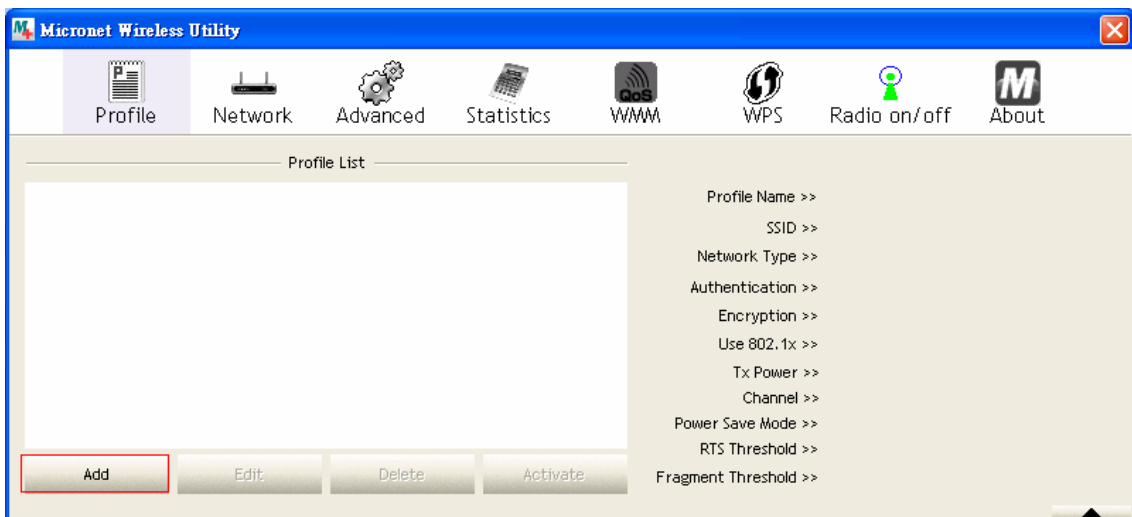 Micronet Wireless Utility
Profile Network Advanced Statistics QoS WMM WPS Radio on/off M About
Profile List
Profile Name >>
SSID >>
Network Type >>
Authentication >>
Encryption >>
Use 802.1x >>
Tx Power >>
Channel >>
Power Save Mode >>
RTS Threshold >>
Fragment Threshold >>
Add Edit Delete Activate